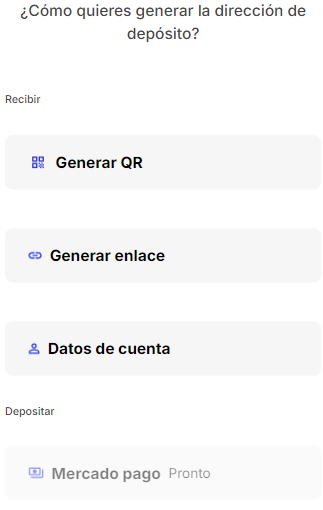 ¿Cómo quieres generar la dirección de
depósito?
Recibir
Generar QR
Generar enlace
Datos de cuenta
Depositar
Mercado pago Pronto